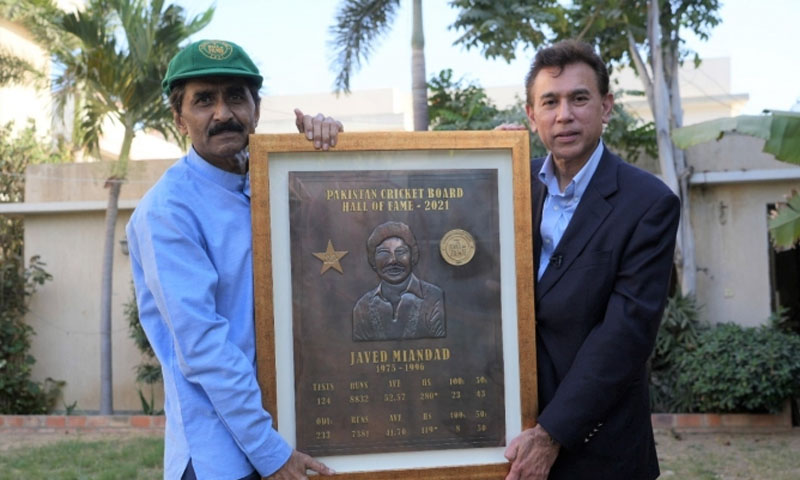 PAKISTAN CRICKET BOARD
HALL OF FAME - 2021
JAVED MIANDAD
1975 - 1996
TESTS RUNS AVE HS 100s 50s
124 8832 52.57 280* 23 43
ODI RUNS AVE HS 100s 50s
233 7381 41.70 119* 8 50